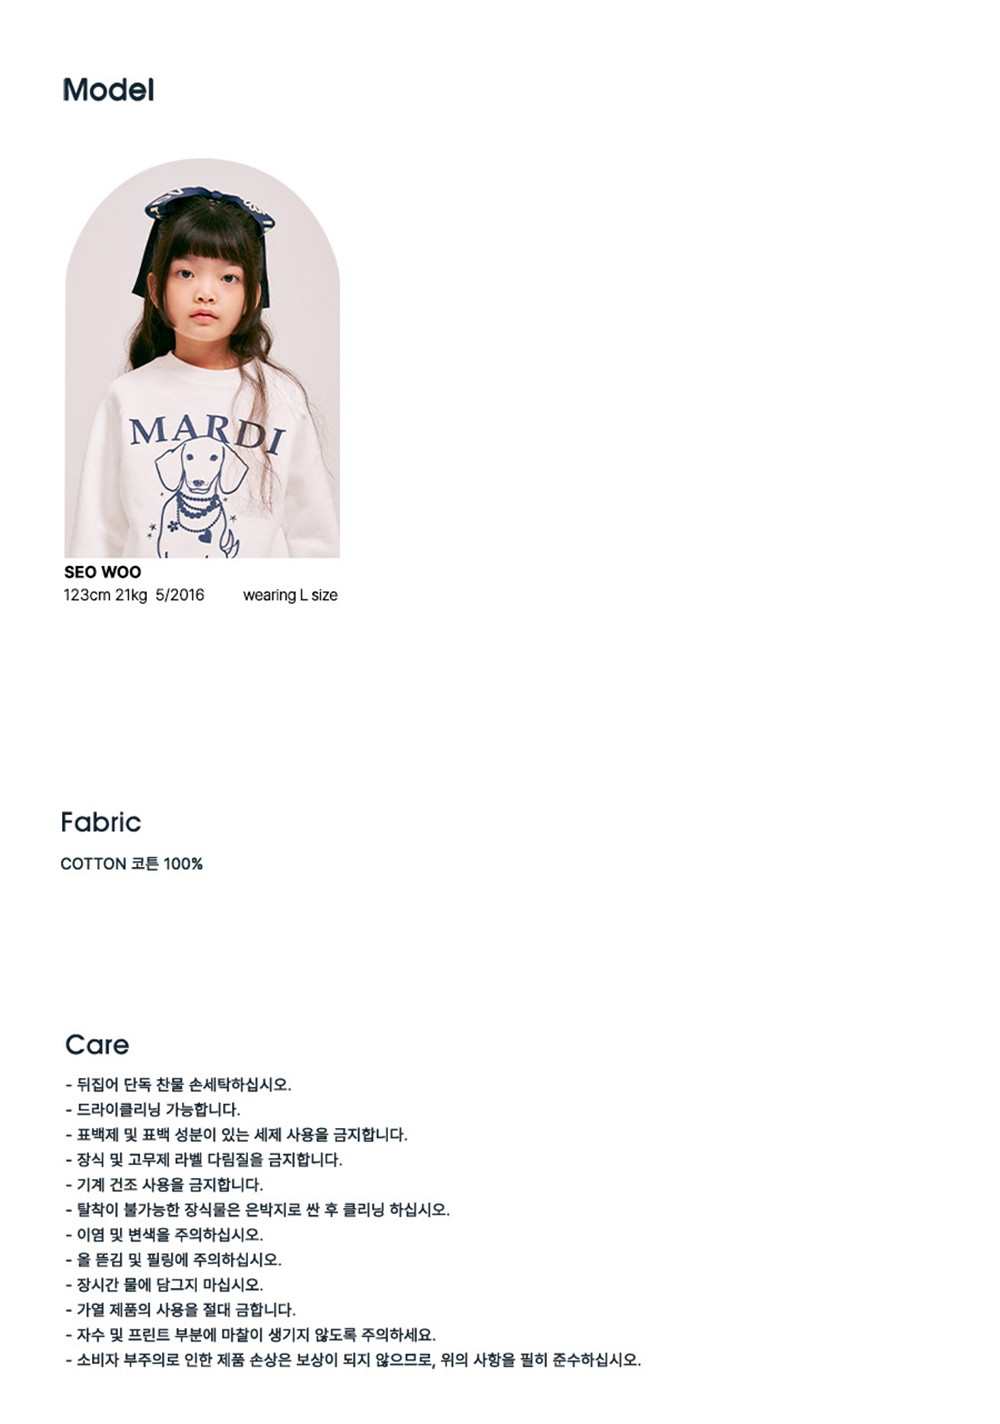 Model
MARDI
SEO WOO
123cm 21kg 5/2016 wearing L size
Fabric
COTTON 코튼 100%
Care
- 뒤집어 단독 찬물 손세탁하십시오.
- 드라이클리닝 가능합니다.
- 표백제 및 표백 성분이 있는 세제 사용을 금지합니다.
- 장식 및 고무제 라벨 다림질을 금지합니다.
- 기계 건조 사용을 금지합니다.
- 탈착이 불가능한 장식물은 은박지로 싼 후 클리닝 하십시오.
- 이염 및 변색을 주의하십시오.
- 올 뜯김 및 필링에 주의하십시오.
- 장시간 물에 담그지 마십시오.
- 가열 제품의 사용을 절대 금합니다.
- 자수 및 프린트 부분에 마찰이 생기지 않도록 주의하세요.
- 소비자 부주의로 인한 제품 손상은 보상이 되지 않으므로, 위의 사항을 필히 준수하십시오.